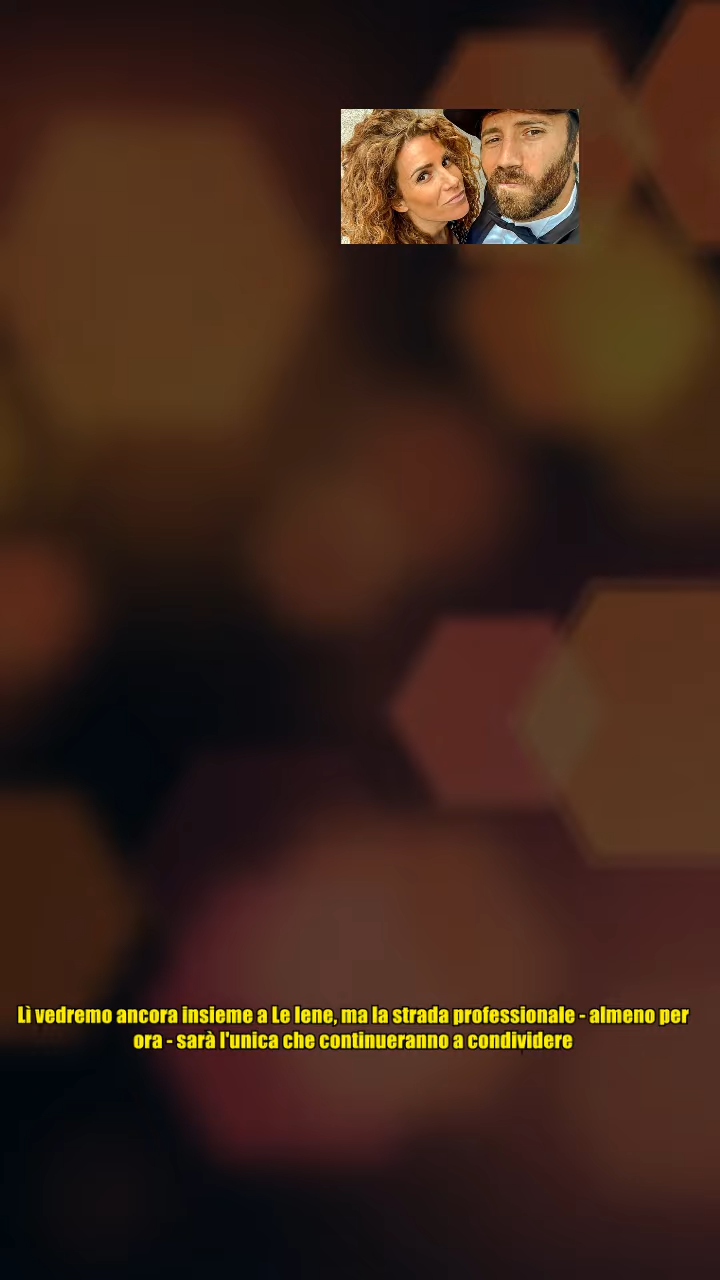 Lì vedremo ancora insieme a Le Iene, ma la strada professionale - almeno per
ora - sarà l'unica che continueranno a condividere